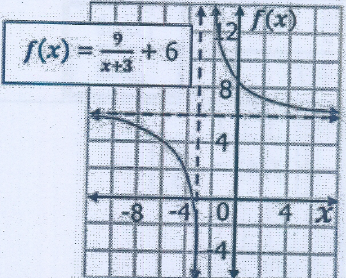 f(x) = 9/x+3 + 6
f(x)
12
8
4
-8 -4 0 4 x
-4